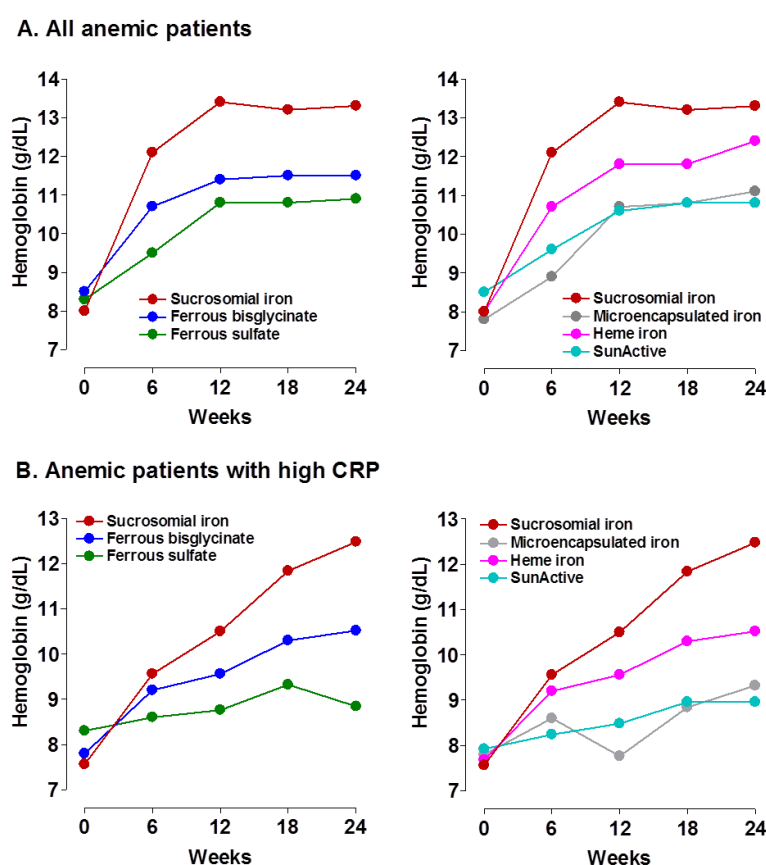 A. All anemic patients
Hemoglobin (g/dL)
14
13
12
11
10
9
8
7
Sucrosomial iron
Ferrous bisglycinate
Ferrous sulfate
0 6 12 18 24
Weeks
Hemoglobin (g/dL)
14
13
12
11
10
9
8
7
Sucrosomial iron
Microencapsulated iron
Heme iron
SunActive
0 6 12 18 24
Weeks
B. Anemic patients with high CRP
Hemoglobin (g/dL)
13
12
11
10
9
8
7
Sucrosomial iron
Ferrous bisglycinate
Ferrous sulfate
0 6 12 18 24
Weeks
Hemoglobin (g/dL)
13
12
11
10
9
8
7
Sucrosomial iron
Microencapsulated iron
Heme iron
SunActive
0 6 12 18 24
Weeks